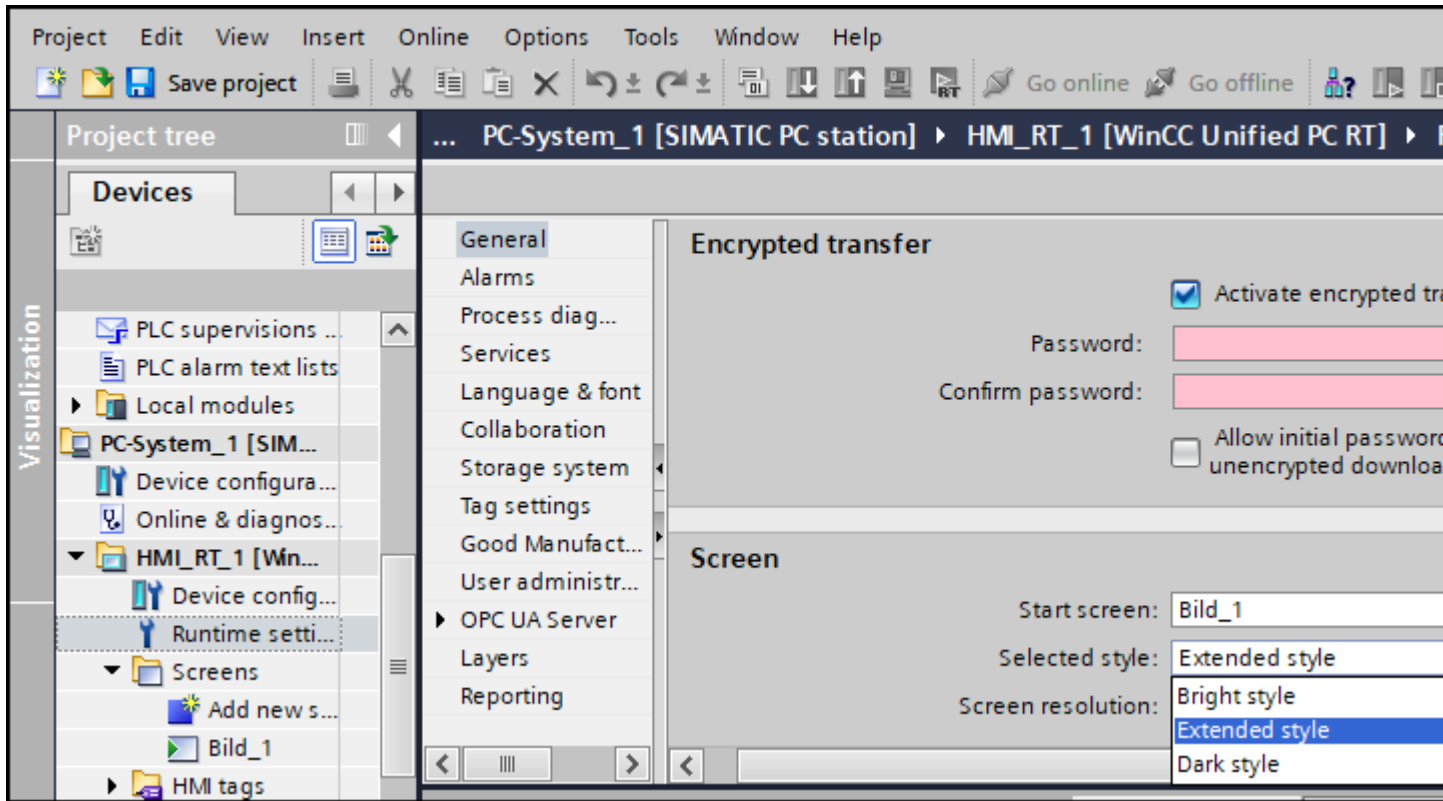 Project Edit View Insert Online Options Tools Window Help
Save project RT Go online Go offline
Project tree
... PC-System_1 [SIMATIC PC station] HMI_RT_1 [WinCC Unified PC RT]
Devices
Visualization
PLC supervisions ...
PLC alarm text lists
Local modules
PC-System_1 [SIM...
Device configura...
Online & diagnos...
HMI_RT_1 [Win...
Device config...
Runtime setti...
Screens
Add new s...
Bild_1
HMI tags
General
Alarms
Process diag...
Services
Language & font
Collaboration
Storage system
Tag settings
Good Manufact...
User administr...
OPC UA Server
Layers
Reporting
Encrypted transfer
Activate encrypted tra
Password:
Confirm password:
Allow initial password
unencrypted downloa
Screen
Start screen: Bild_1
Selected style: Extended style
Screen resolution:
Bright style
Extended style
Dark style